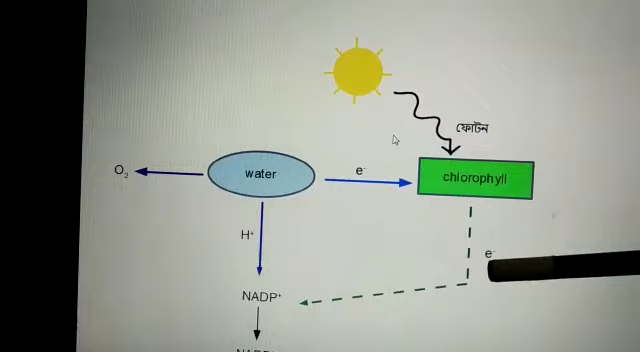 ফোটন
O₂
water
e⁻
chlorophyll
H⁺
e⁻
NADP⁺